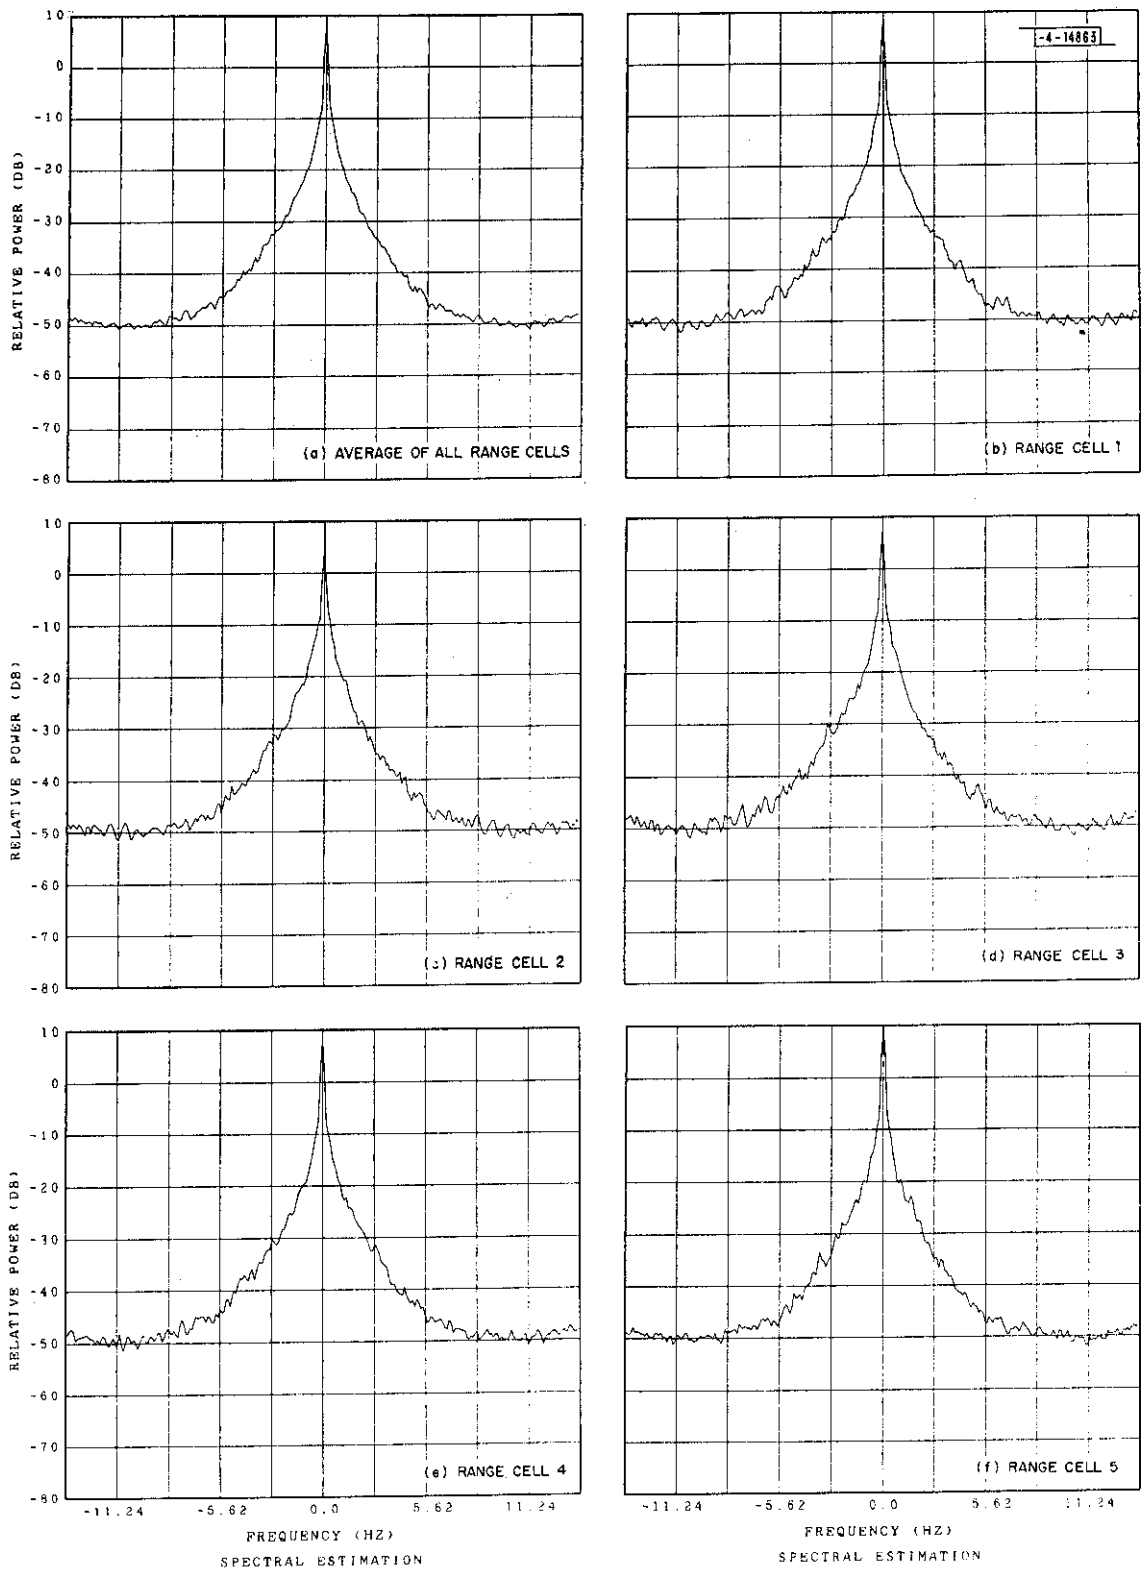 -4-14863
RELATIVE POWER (DB)
10
0
-10
-20
-30
-40
-50
-60
-70
-80
(a) AVERAGE OF ALL RANGE CELLS
(b) RANGE CELL 1
RELATIVE POWER (DB)
10
0
-10
-20
-30
-40
-50
-60
-70
-80
(c) RANGE CELL 2
(d) RANGE CELL 3
RELATIVE POWER (DB)
10
0
-10
-20
-30
-40
-50
-60
-70
-80
(e) RANGE CELL 4
(f) RANGE CELL 5
-11.24 -5.62 0.0 5.62 11.24
-11.24 -5.62 0.0 5.62 11.24
FREQUENCY (HZ)
SPECTRAL ESTIMATION
FREQUENCY (HZ)
SPECTRAL ESTIMATION